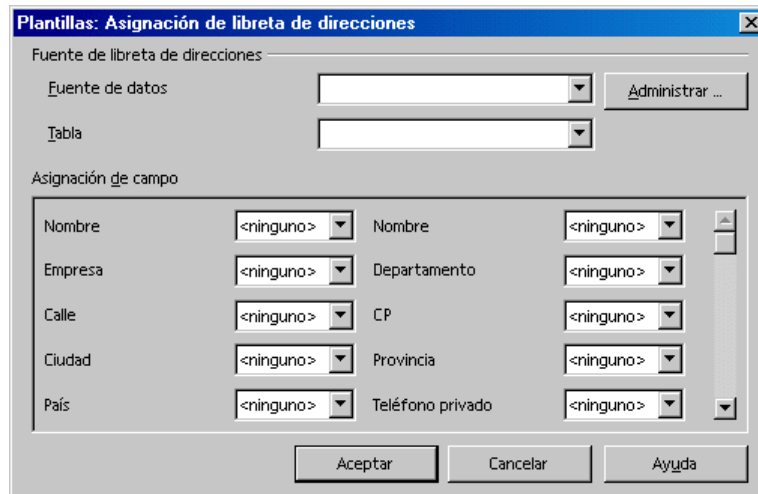 Plantillas: Asignación de libreta de direcciones
Fuente de libreta de direcciones
Fuente de datos Administrar ...
Tabla
Asignación de campo
Nombre <ninguno> Nombre <ninguno>
Empresa <ninguno> Departamento <ninguno>
Calle <ninguno> CP <ninguno>
Ciudad <ninguno> Provincia <ninguno>
País <ninguno> Teléfono privado <ninguno>
Aceptar Cancelar Ayuda